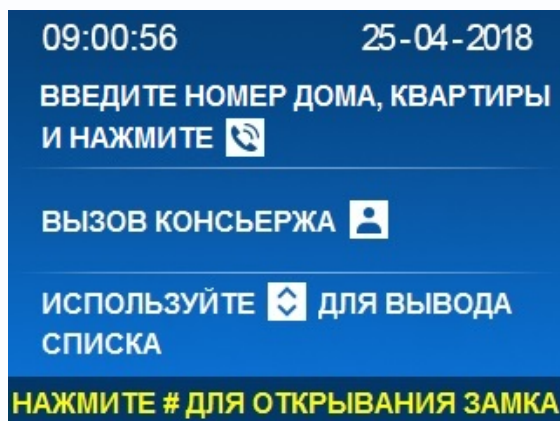 09:00:56 25-04-2018
ВВЕДИТЕ НОМЕР ДОМА, КВАРТИРЫ
И НАЖМИТЕ
ВЫЗОВ КОНСЬЕРЖА
ИСПОЛЬЗУЙТЕ ДЛЯ ВЫВОДА
СПИСКА
НАЖМИТЕ # ДЛЯ ОТКРЫВАНИЯ ЗАМКА